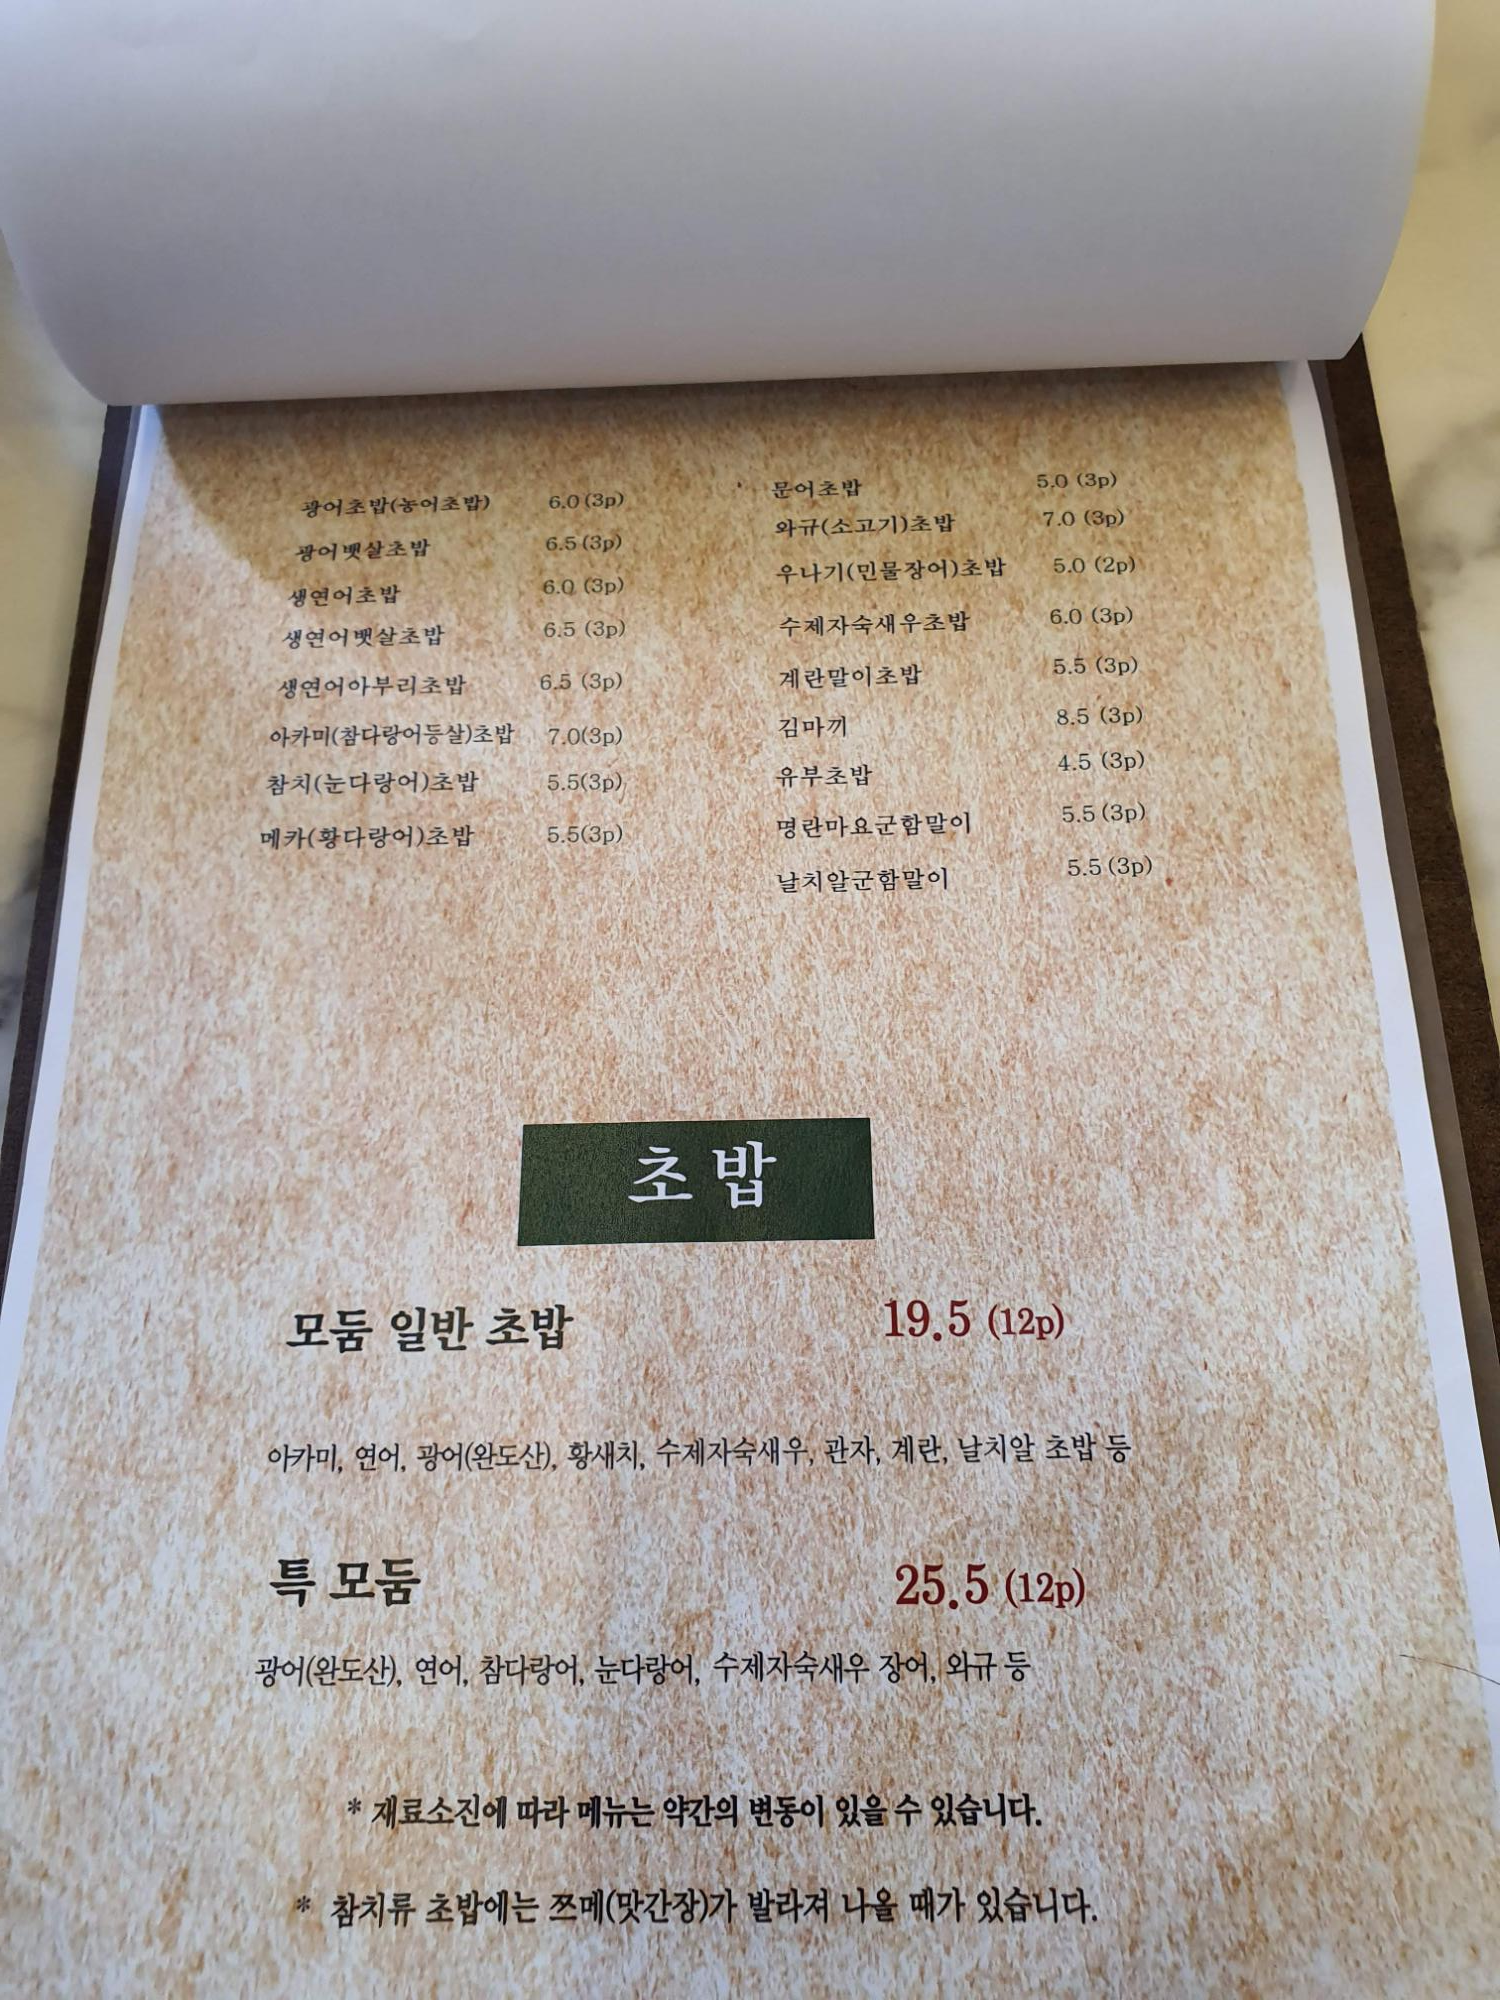 광어초밥(농어초밥) 6.0 (3p)
광어뱃살초밥 6.5 (3p)
생연어초밥 6.0 (3p)
생연어뱃살초밥 6.5 (3p)
생연어아부리초밥 6.5 (3p)
아카미(참다랑어등살)초밥 7.0(3p)
참치(눈다랑어)초밥 5.5(3p)
메카(황다랑어)초밥 5.5(3p)
문어초밥 5.0 (3p)
와규(소고기)초밥 7.0 (3p)
우나기(민물장어)초밥 5.0 (2p)
수제자숙새우초밥 6.0 (3p)
계란말이초밥 5.5 (3p)
김마끼 8.5 (3p)
유부초밥 4.5 (3p)
명란마요군함말이 5.5 (3p)
날치알군함말이 5.5 (3p)
초밥
모둠 일반 초밥 19.5 (12p)
아카미, 연어, 광어(완도산), 황새치, 수제자숙새우, 관자, 계란, 날치알 초밥 등
특 모둠 25.5 (12p)
광어(완도산), 연어, 참다랑어, 눈다랑어, 수제자숙새우 장어, 와규 등
* 재료소진에 따라 메뉴는 약간의 변동이 있을 수 있습니다.
* 참치류 초밥에는 쯔메(맛간장)가 발라져 나올 때가 있습니다.